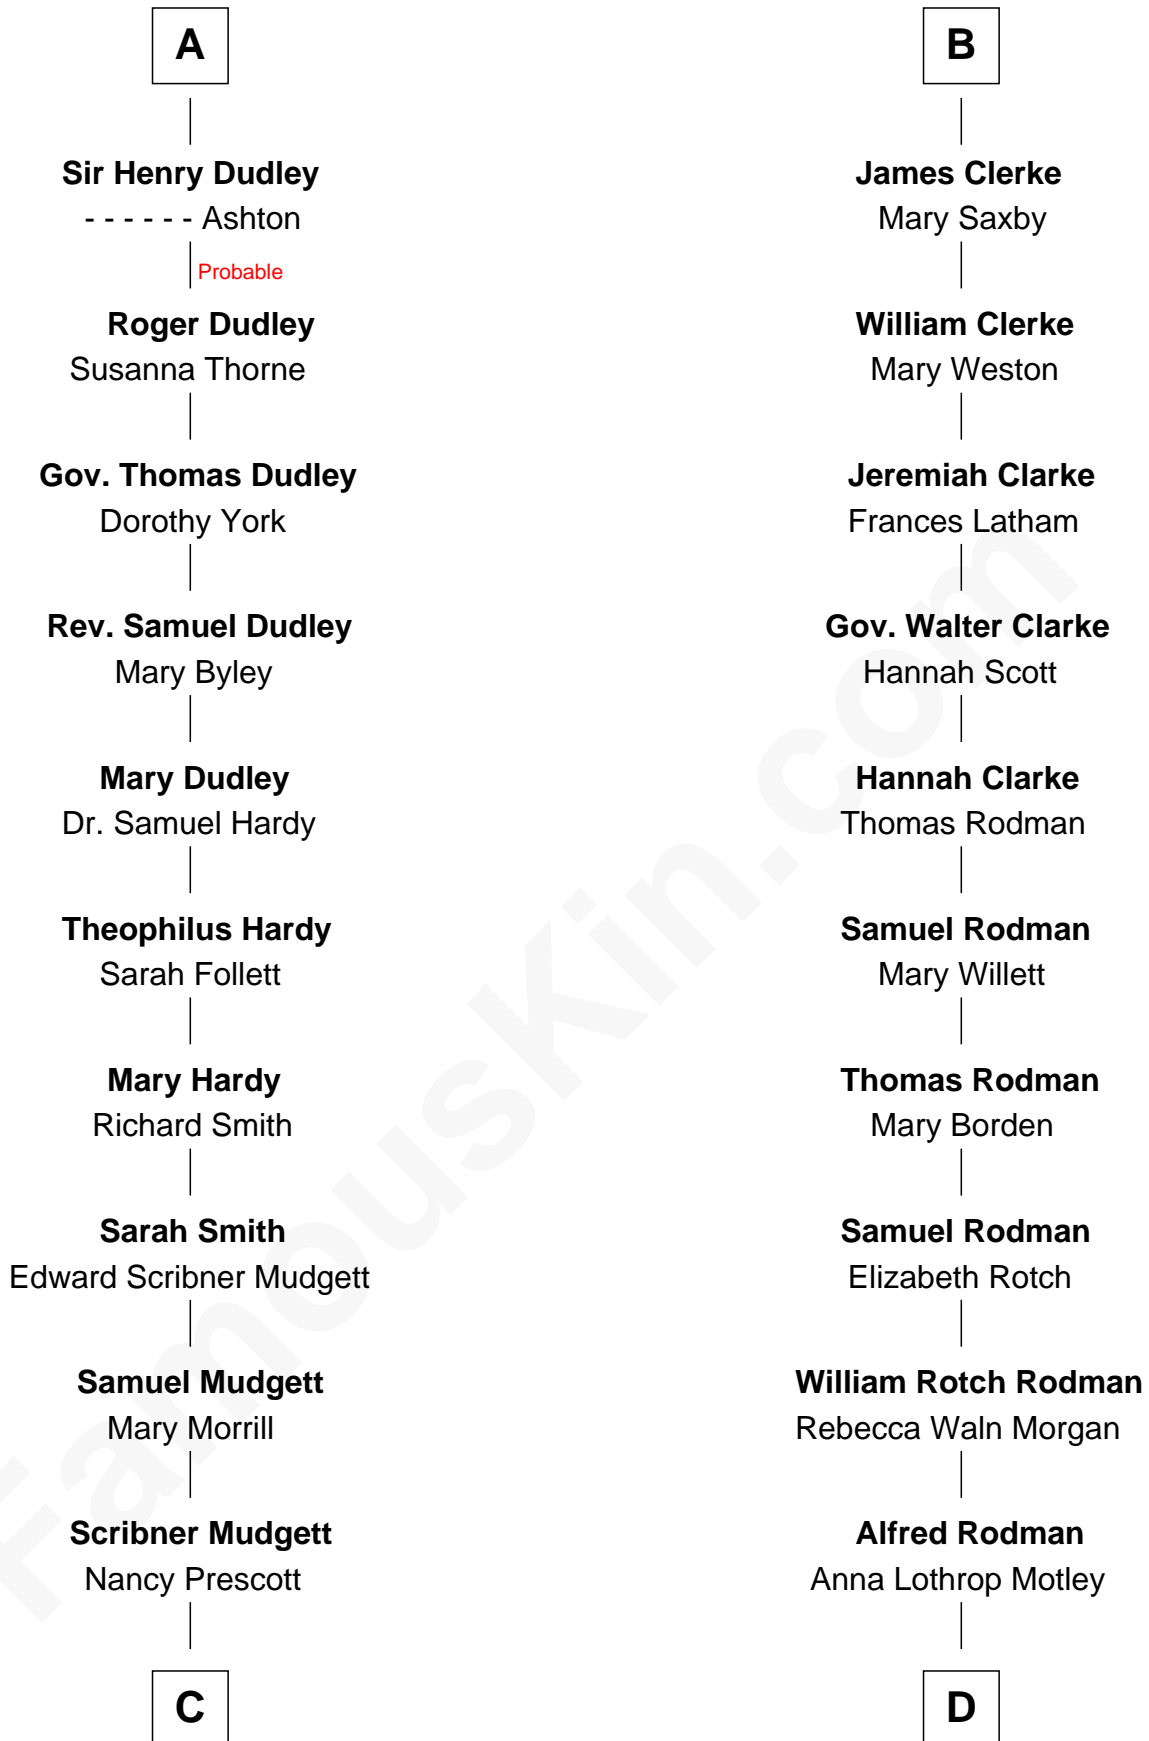 A
Sir Henry Dudley
- - - - - - Ashton
Probable
Roger Dudley
Susanna Thorne
Gov. Thomas Dudley
Dorothy York
Rev. Samuel Dudley
Mary Byley
Mary Dudley
Dr. Samuel Hardy
Theophilus Hardy
Sarah Follett
Mary Hardy
Richard Smith
Sarah Smith
Edward Scribner Mudgett
Samuel Mudgett
Mary Morrill
Scribner Mudgett
Nancy Prescott
C
B
James Clerke
Mary Saxby
William Clerke
Mary Weston
Jeremiah Clarke
Frances Latham
Gov. Walter Clarke
Hannah Scott
Hannah Clarke
Thomas Rodman
Samuel Rodman
Mary Willett
Thomas Rodman
Mary Borden
Samuel Rodman
Elizabeth Rotch
William Rotch Rodman
Rebecca Waln Morgan
Alfred Rodman
Anna Lothrop Motley
D
FamousKin.com